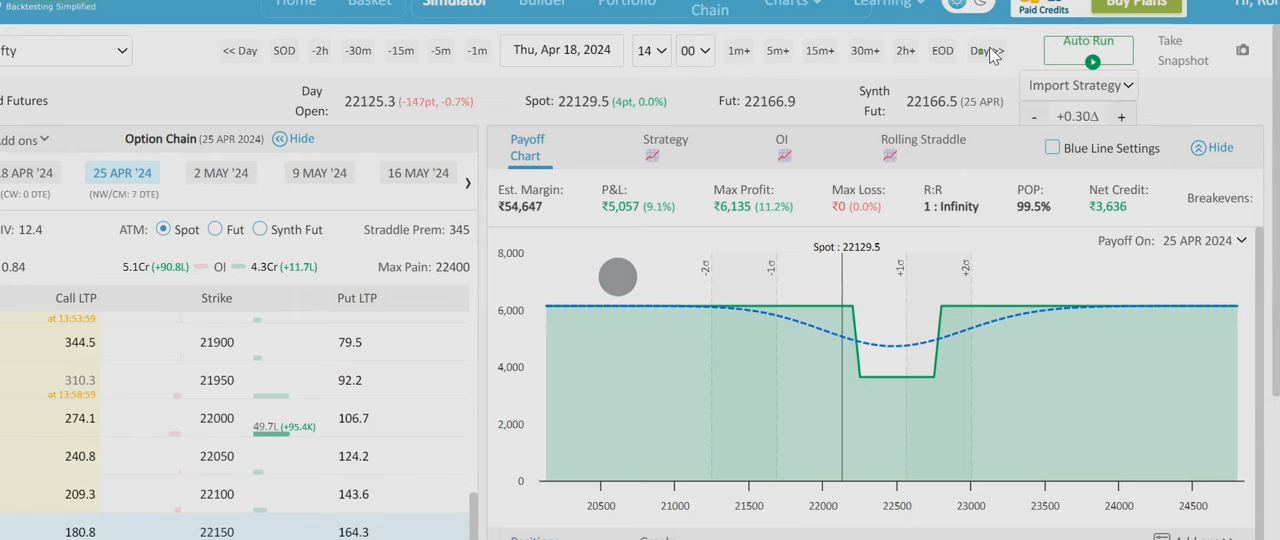 Backtesting Simplified
Home Basket Simulator Builder Portfolio Chain Charts Learning Paid Credits Buy Plans Hi,
fty << Day SOD -2h -30m -15m -5m -1m Thu, Apr 18, 2024 14 00 1m+ 5m+ 15m+ 30m+ 2h+ EOD Day>> Auto Run Take Snapshot
Import Strategy
- +0.30Δ +
d Futures Day Open: 22125.3 (-147pt, -0.7%) Spot: 22129.5 (4pt, 0.0%) Fut: 22166.9 Synth Fut: 22166.5 (25 APR)
Add ons Option Chain (25 APR 2024) Hide
8 APR '24 25 APR '24 2 MAY '24 9 MAY '24 16 MAY '24
(CW: 0 DTE) (NW/CM: 7 DTE)
IV: 12.4 ATM: Spot Fut Synth Fut Straddle Prem: 345
0.84 5.1Cr (+90.8L) OI 4.3Cr (+11.7L) Max Pain: 22400
Call LTP Strike Put LTP
at 13:53:59
344.5 21900 79.5
310.3 21950 92.2
at 13:58:59
274.1 22000 49.7L (+95.4K) 106.7
240.8 22050 124.2
209.3 22100 143.6
180.8 22150 164.3
Payoff Chart Strategy OI Rolling Straddle Blue Line Settings Hide
Est. Margin: P&L: Max Profit: Max Loss: R:R POP: Net Credit: Breakevens:
₹54,647 ₹5,057 (9.1%) ₹6,135 (11.2%) ₹0 (0.0%) 1 : Infinity 99.5% ₹3,636
Payoff On: 25 APR 2024
Spot : 22129.5
-2σ -1σ +1σ +2σ
8,000
6,000
4,000
2,000
0
20500 21000 22000 22500 23000 23500 24000 24500